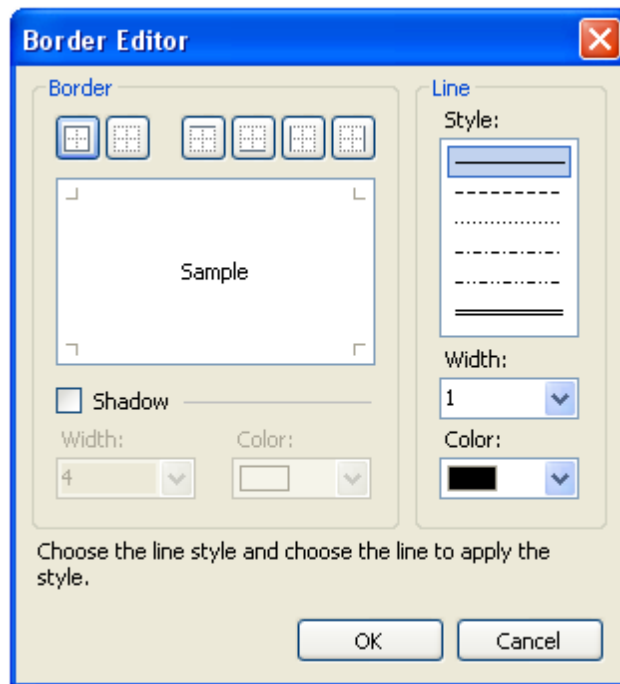 Border Editor
Border
Line
Style:
Sample
Width:
1
Shadow
Color:
Width:
Color:
4
Choose the line style and choose the line to apply the
style.
OK
Cancel